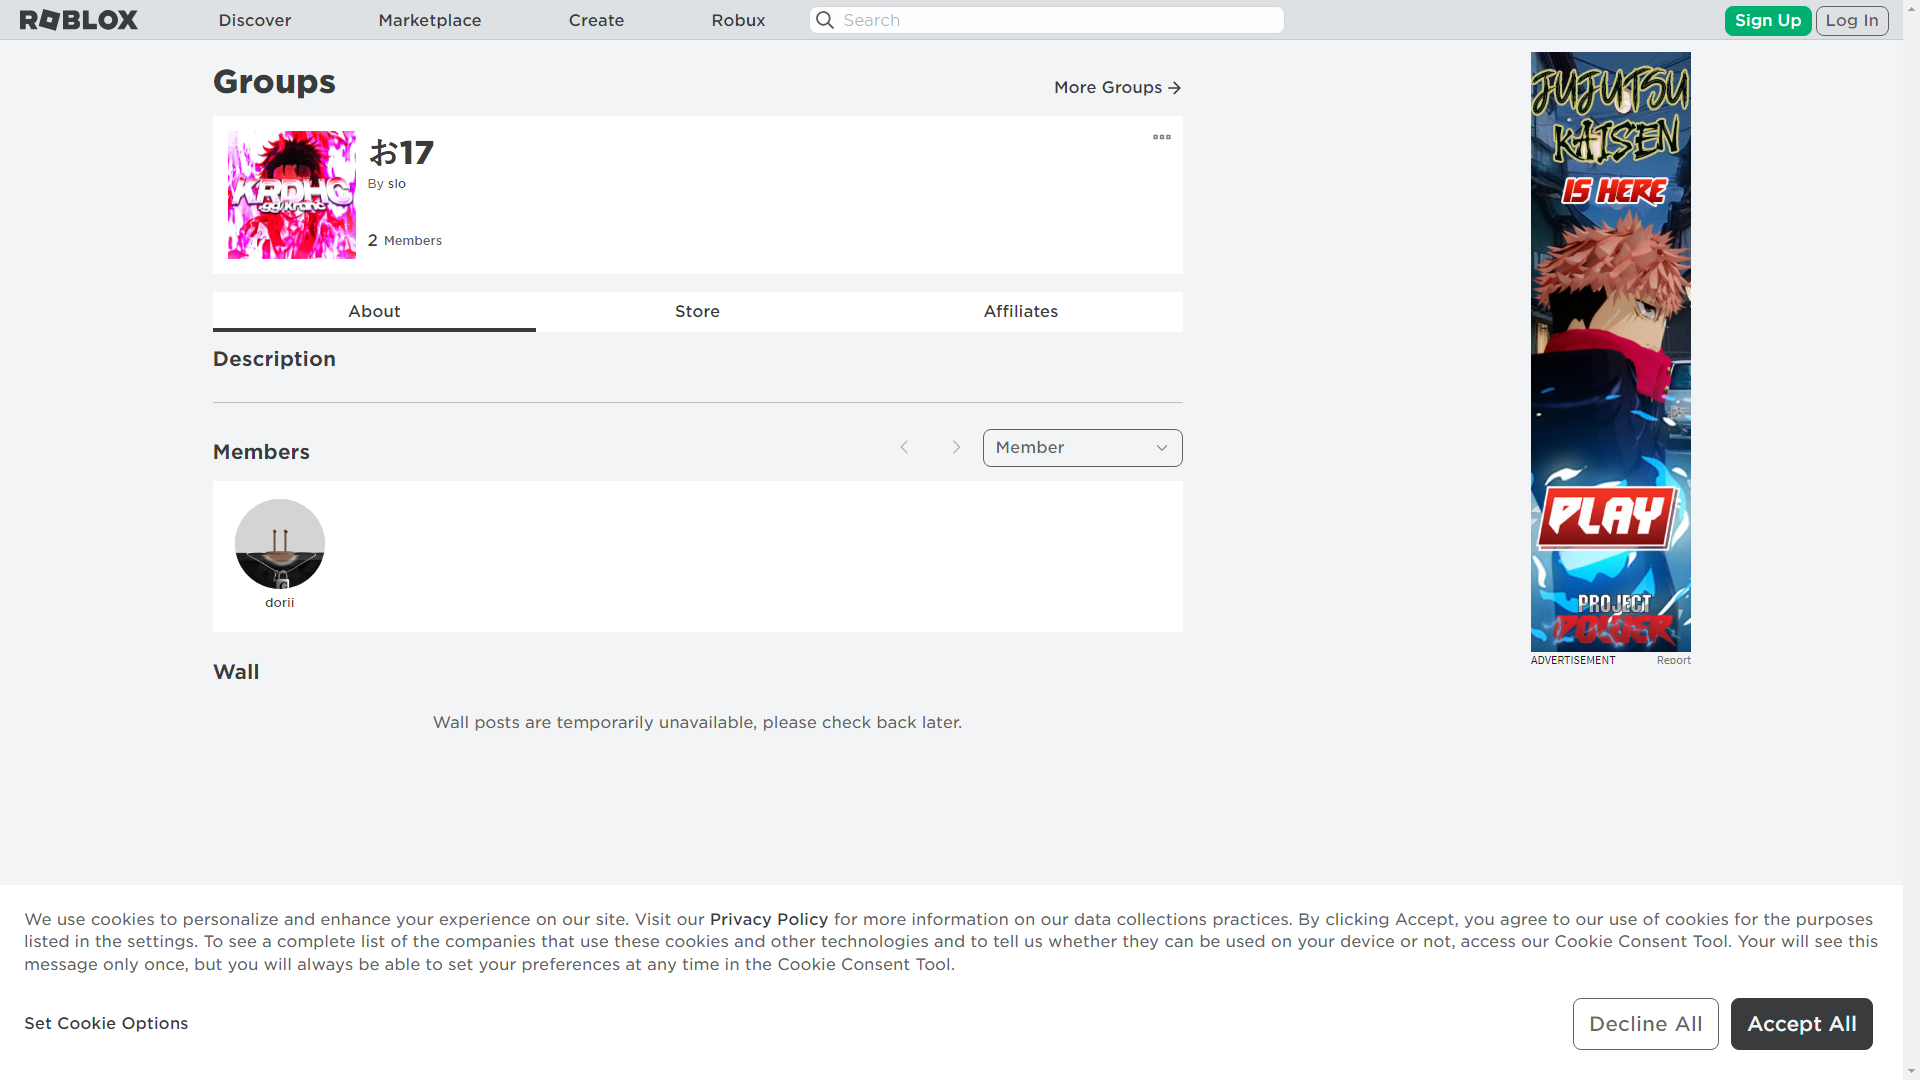 ROBLOX
Discover
Marketplace
Create
Robux
Search
Sign Up
Log In
Groups
More Groups
KRDHC
お17
By slo
2 Members
About
Store
Affiliates
Description
Members
Member
dorii
Wall
Wall posts are temporarily unavailable, please check back later.
JUJUTSU
KAISEN
IS HERE
PLAY
PROJECT
POWER
ADVERTISEMENT
Report
We use cookies to personalize and enhance your experience on our site. Visit our Privacy Policy for more information on our data collections practices. By clicking Accept, you agree to our use of cookies for the purposes
listed in the settings. To see a complete list of the companies that use these cookies and other technologies and to tell us whether they can be used on your device or not, access our Cookie Consent Tool. Your will see this
message only once, but you will always be able to set your preferences at any time in the Cookie Consent Tool.
Set Cookie Options
Decline All
Accept All